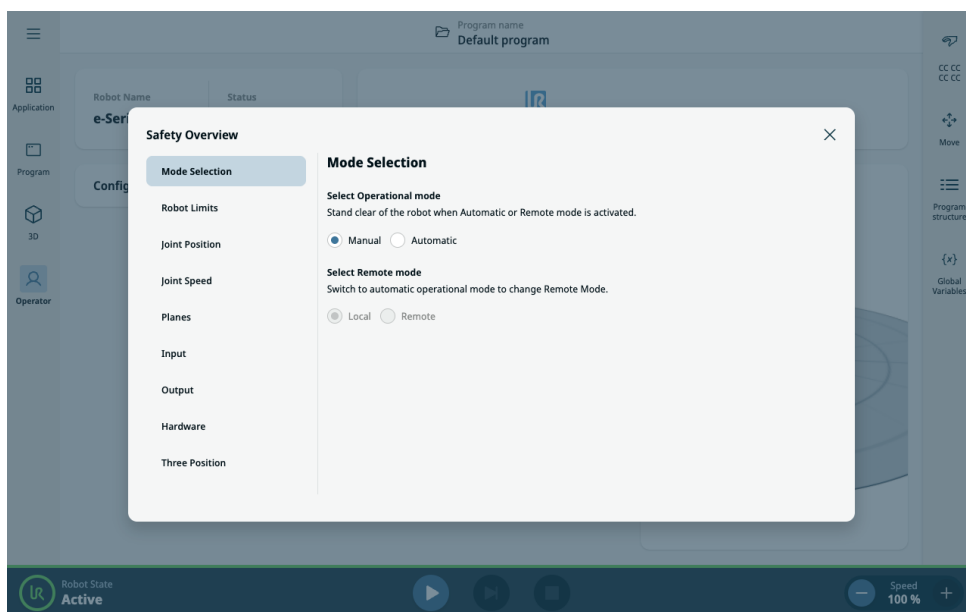 Program name
Default program
Application
Program
3D
Operator
Robot Name
Status
e-Seri
Config
Safety Overview
Mode Selection
Robot Limits
Joint Position
Joint Speed
Planes
Input
Output
Hardware
Three Position
Mode Selection
Select Operational mode
Stand clear of the robot when Automatic or Remote mode is activated.
Manual Automatic
Select Remote mode
Switch to automatic operational mode to change Remote Mode.
Local Remote
CC CC
CC CC
Move
Program
structure
{x}
Global
Variables
UR
Robot State
Active
Speed
100 %